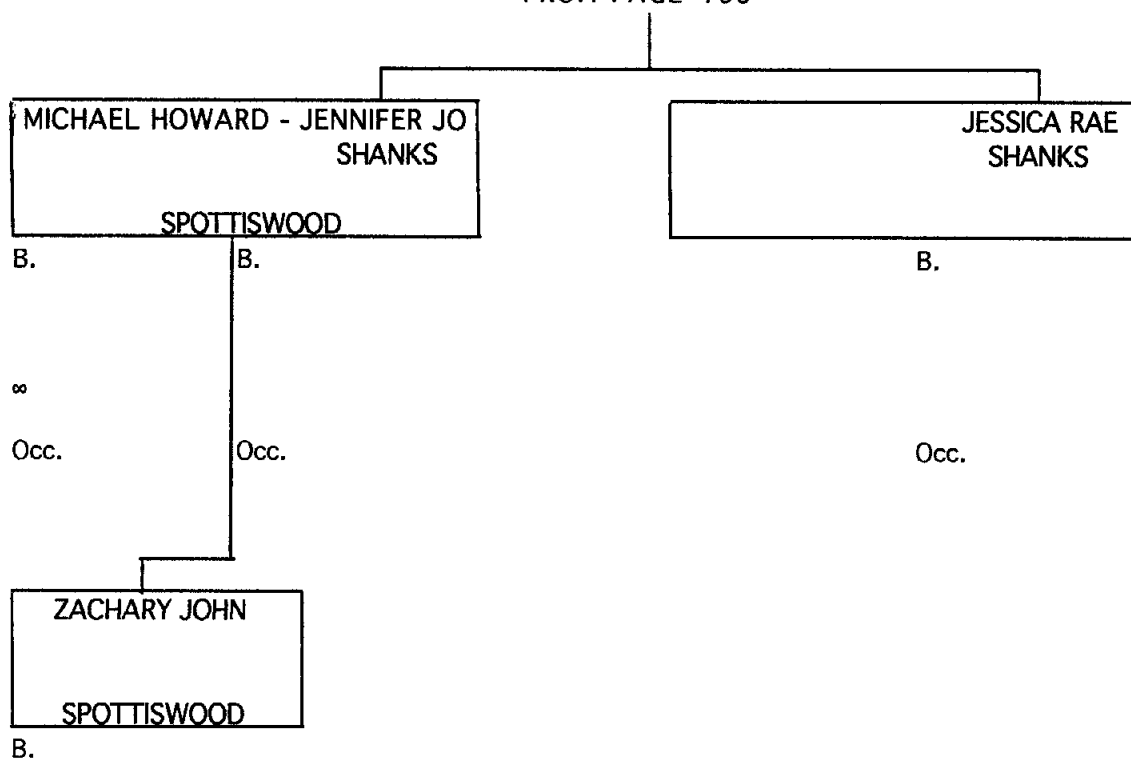 MICHAEL HOWARD - JENNIFER JO
SHANKS
SPOTTISWOOD
JESSICA RAE
SHANKS
B.
B.
B.
∞
Occ.
Occ.
Occ.
ZACHARY JOHN
SPOTTISWOOD
B.